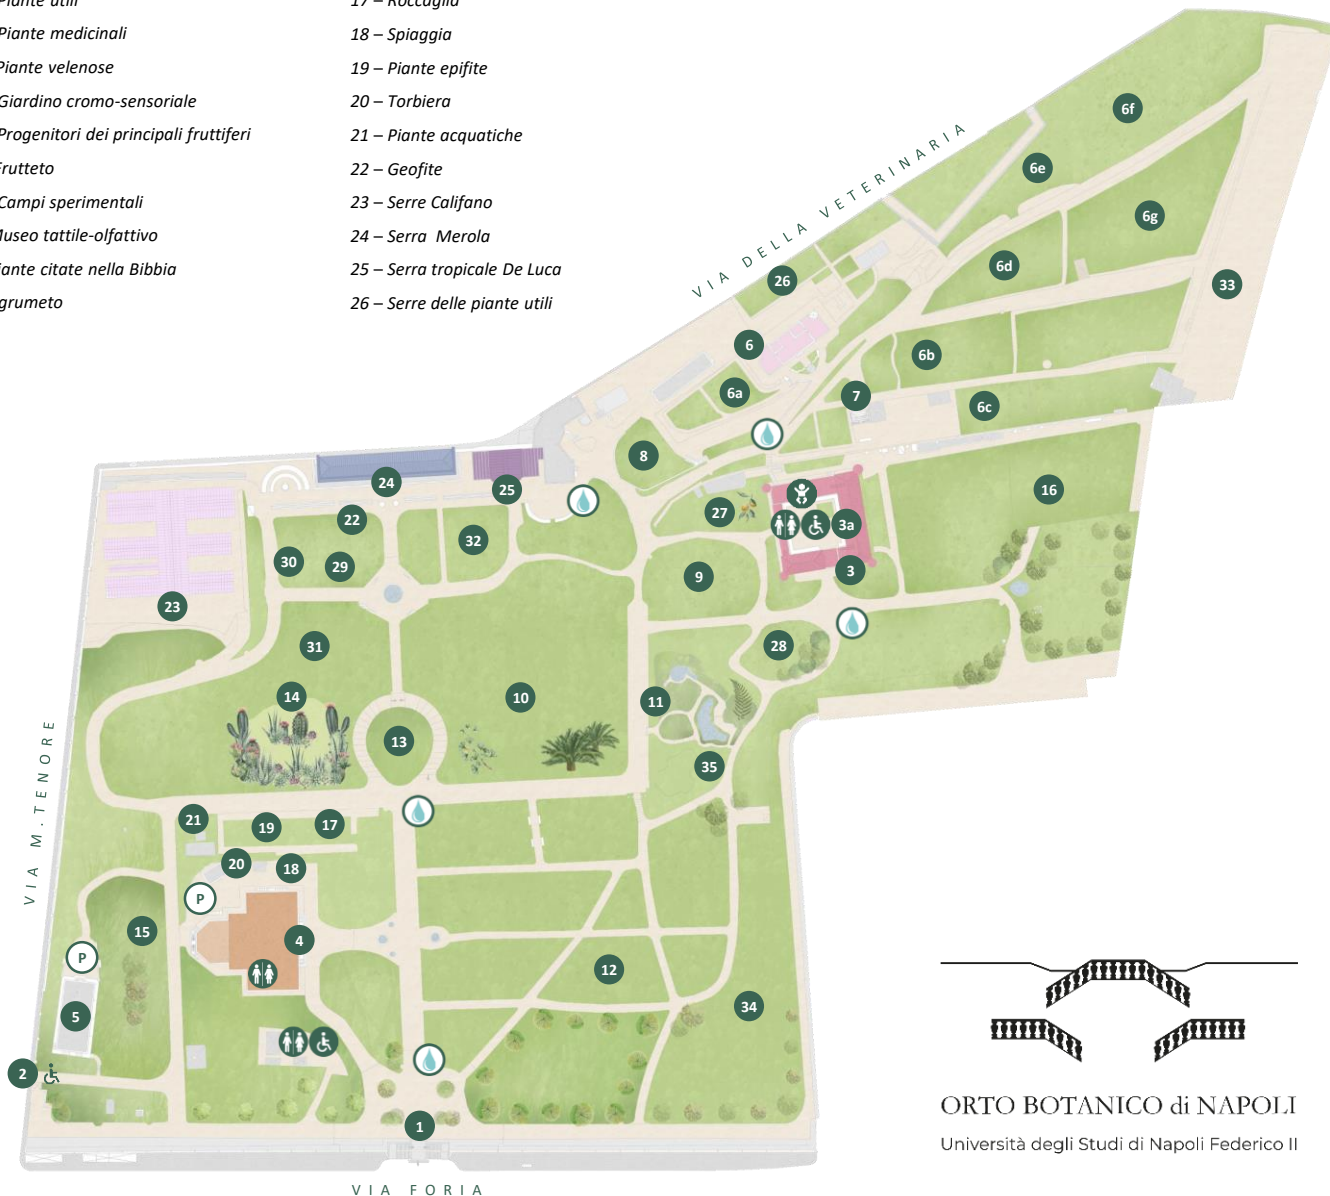 Piante utili
Piante medicinali
Piante velenose
Giardino cromo-sensoriale
Progenitori dei principali fruttiferi
Frutteto
Campi sperimentali
Museo tattile-olfattivo
iante citate nella Bibbia
grumeto
17 – Roccaglia
18 – Spiaggia
19 – Piante epifite
20 – Torbiera
21 – Piante acquatiche
22 – Geofite
23 – Serre Califano
24 – Serra Merola
25 – Serra tropicale De Luca
26 – Serre delle piante utili
VIA DELLA VETERINARIA
6f
6e
6g
6d
26
33
6
6b
6a
7
6c
8
24
25
16
22
27
3a
32
30
29
9
3
23
31
28
14
10
11
13
35
VIA M. TENORE
21
19
17
20
18
P
15
4
P
12
5
34
2
1
VIA FORIA
ORTO BOTANICO di NAPOLI
Università degli Studi di Napoli Federico II